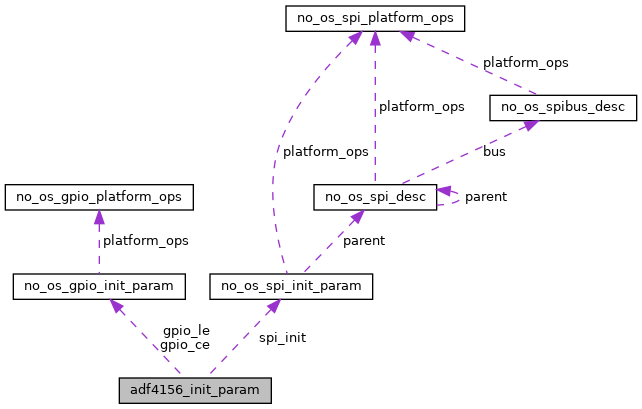 no_os_spi_platform_ops
platform_ops
no_os_spibus_desc
platform_ops
platform_ops
bus
no_os_gpio_platform_ops
no_os_spi_desc
parent
platform_ops
parent
no_os_gpio_init_param
no_os_spi_init_param
gpio_le
gpio_ce
spi_init
adf4156_init_param